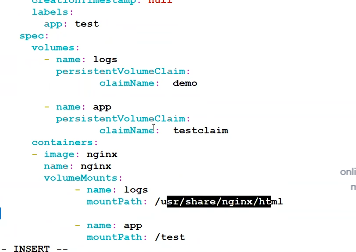 creationTimestamp: null
labels:
app: test
spec:
volumes:
- name: logs
persistentVolumeClaim:
claimName: demo
- name: app
persistentVolumeClaim:
claimName: testclaim
containers:
- image: nginx
name: nginx
volumeMounts:
- name: logs
mountPath: /usr/share/nginx/html
- name: app
mountPath: /test
-- INSERT --